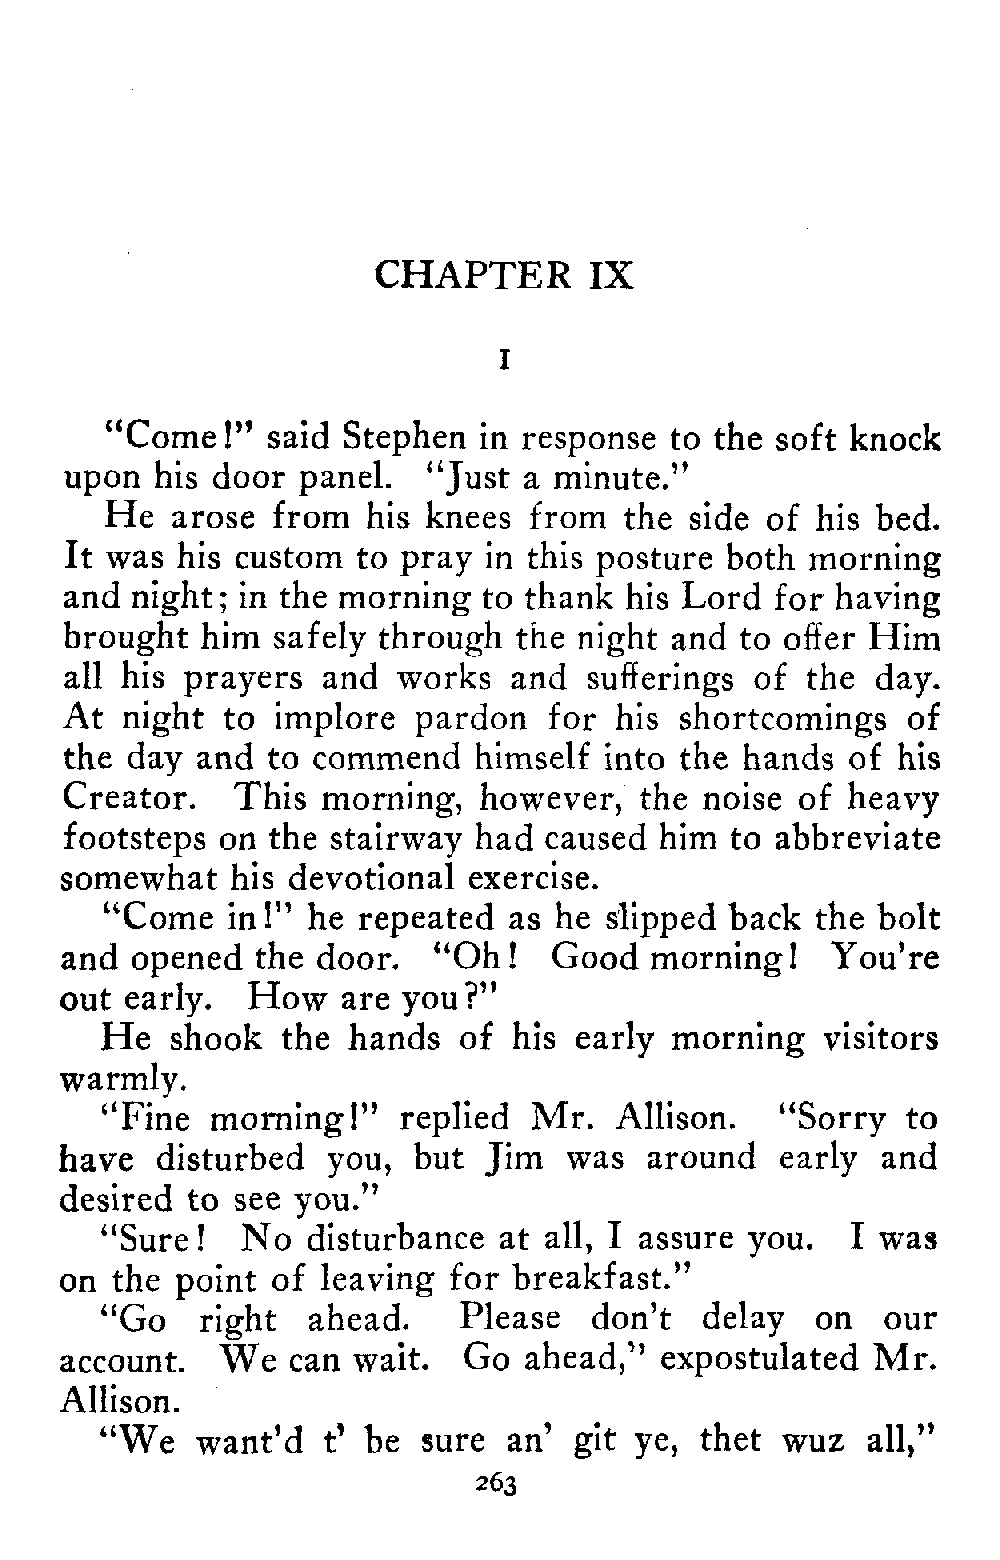 CHAPTER IX
I
“Come!” said Stephen in response to the soft knock
upon his door panel. “Just a minute.”
He arose from his knees from the side of his bed.
It was his custom to pray in this posture both morning
and night; in the morning to thank his Lord for having
brought him safely through the night and to offer Him
all his prayers and works and sufferings of the day.
At night to implore pardon for his shortcomings of
the day and to commend himself into the hands of his
Creator. This morning, however, the noise of heavy
footsteps on the stairway had caused him to abbreviate
somewhat his devotional exercise.
“Come in!” he repeated as he slipped back the bolt
and opened the door. “Oh! Good morning! You're
out early. How are you?”
He shook the hands of his early morning visitors
warmly.
“Fine morning!” replied Mr. Allison. “Sorry to
have disturbed you, but Jim was around early and
desired to see you.”
“Sure! No disturbance at all, I assure you. I was
on the point of leaving for breakfast.”
“Go right ahead. Please don't delay on our
account. We can wait. Go ahead,” expostulated Mr.
Allison.
“We want'd t' be sure an' git ye, thet wuz all,”
263